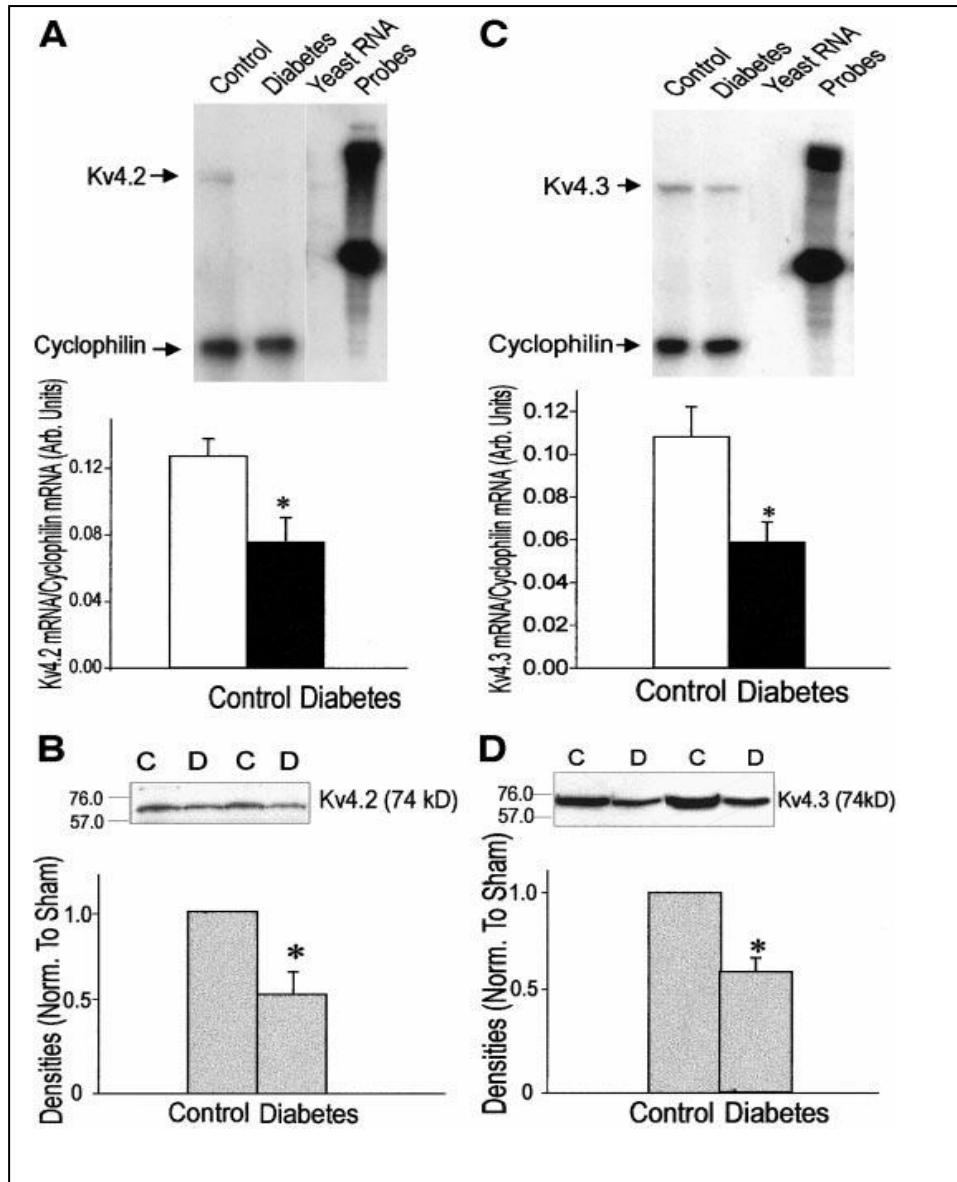 A
Control
Diabetes
Yeast RNA
Probes
Kv4.2
Cyclophilin
Kv4.2 mRNA/Cyclophilin mRNA (Arb. Units)
0.12
0.08
0.04
0.00
Control Diabetes
B
C D C D
76.0
57.0
Kv4.2 (74 kD)
Densities (Norm. To Sham)
1.0
*
0.5
0
Control Diabetes
C
Control
Diabetes
Yeast RNA
Probes
Kv4.3
Cyclophilin
Kv4.3 mRNA/Cyclophilin mRNA (Arb. Units)
0.12
0.10
0.08
0.06
0.04
0.02
0.00
*
Control Diabetes
D
C D C D
76.0
57.0
Kv4.3 (74kD)
Densities (Norm. To Sham)
1.0
*
0.5
0
Control Diabetes